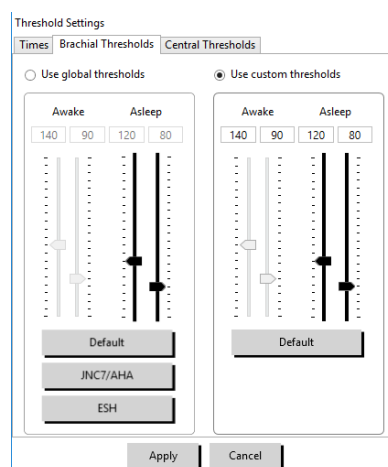 Threshold Settings
Times Brachial Thresholds Central Thresholds
Use global thresholds Use custom thresholds
Awake Asleep Awake Asleep
140 90 120 80 140 90 120 80
Default Default
JNC7/AHA
ESH
Apply Cancel